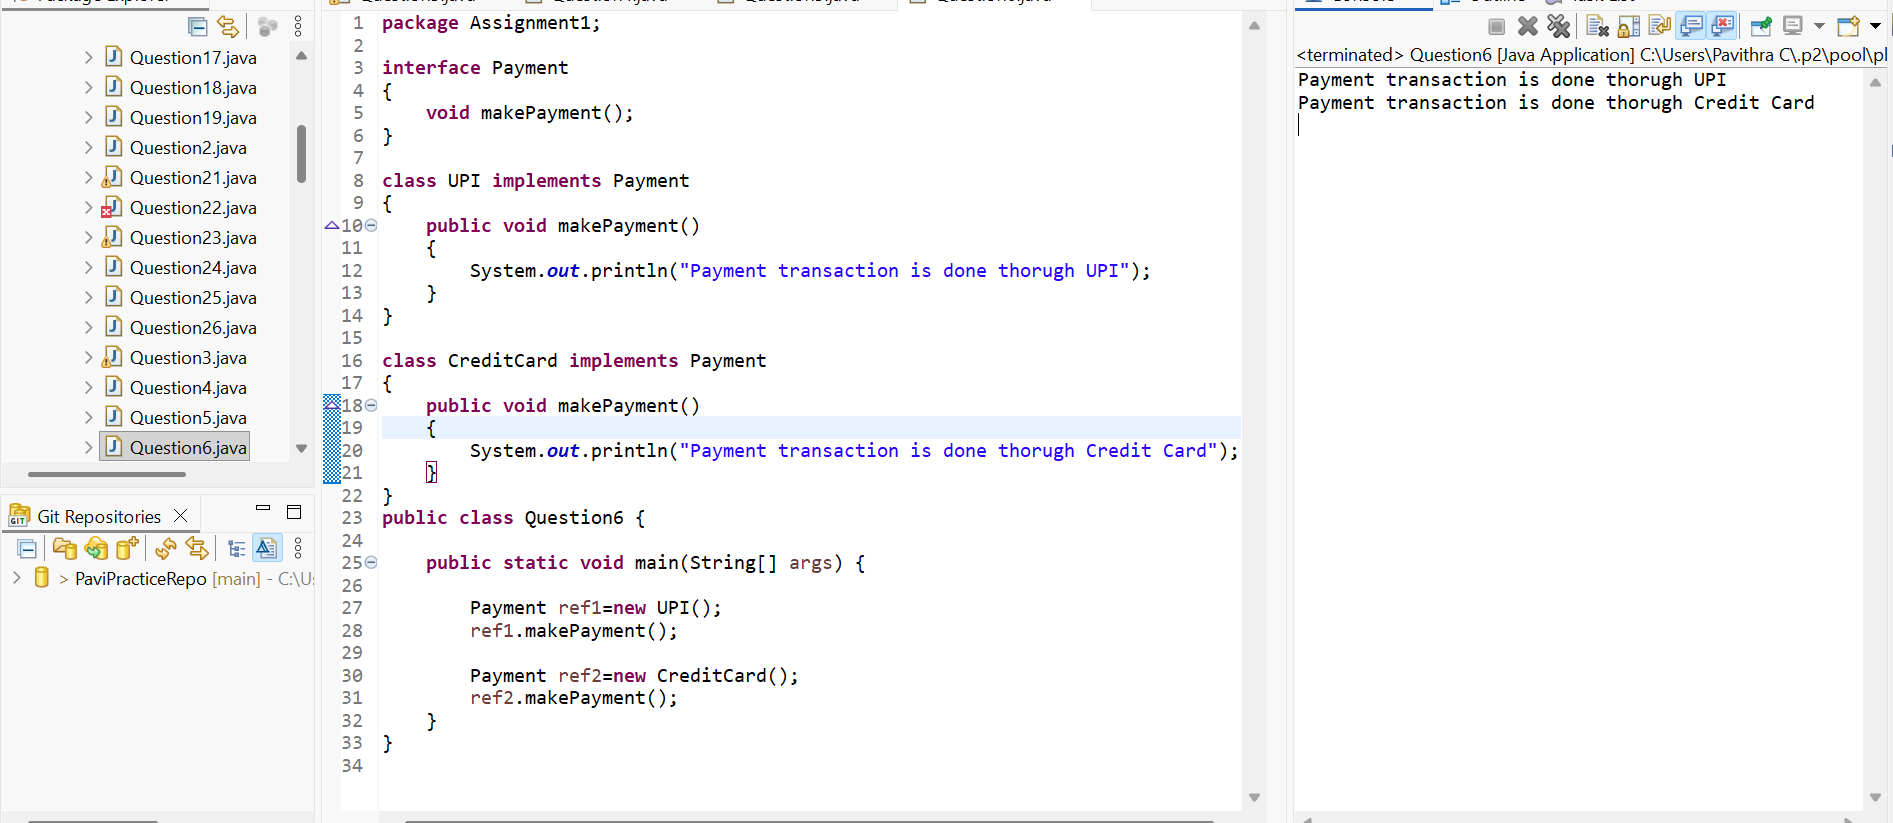 Question17.java
Question18.java
Question19.java
Question2.java
Question21.java
Question22.java
Question23.java
Question24.java
Question25.java
Question26.java
Question3.java
Question4.java
Question5.java
Question6.java
Git Repositories
> PaviPracticeRepo [main] - C:\Us
1 package Assignment1;
2
3 interface Payment
4 {
5 void makePayment();
6 }
7
8 class UPI implements Payment
9 {
10 public void makePayment()
11 {
12 System.out.println("Payment transaction is done thorugh UPI");
13 }
14 }
15
16 class CreditCard implements Payment
17 {
18 public void makePayment()
19 {
20 System.out.println("Payment transaction is done thorugh Credit Card");
21 }
22 }
23 public class Question6 {
24
25 public static void main(String[] args) {
26
27 Payment ref1=new UPI();
28 ref1.makePayment();
29
30 Payment ref2=new CreditCard();
31 ref2.makePayment();
32 }
33 }
34
<terminated> Question6 [Java Application] C:\Users\Pavithra C\.p2\pool\pl
Payment transaction is done thorugh UPI
Payment transaction is done thorugh Credit Card